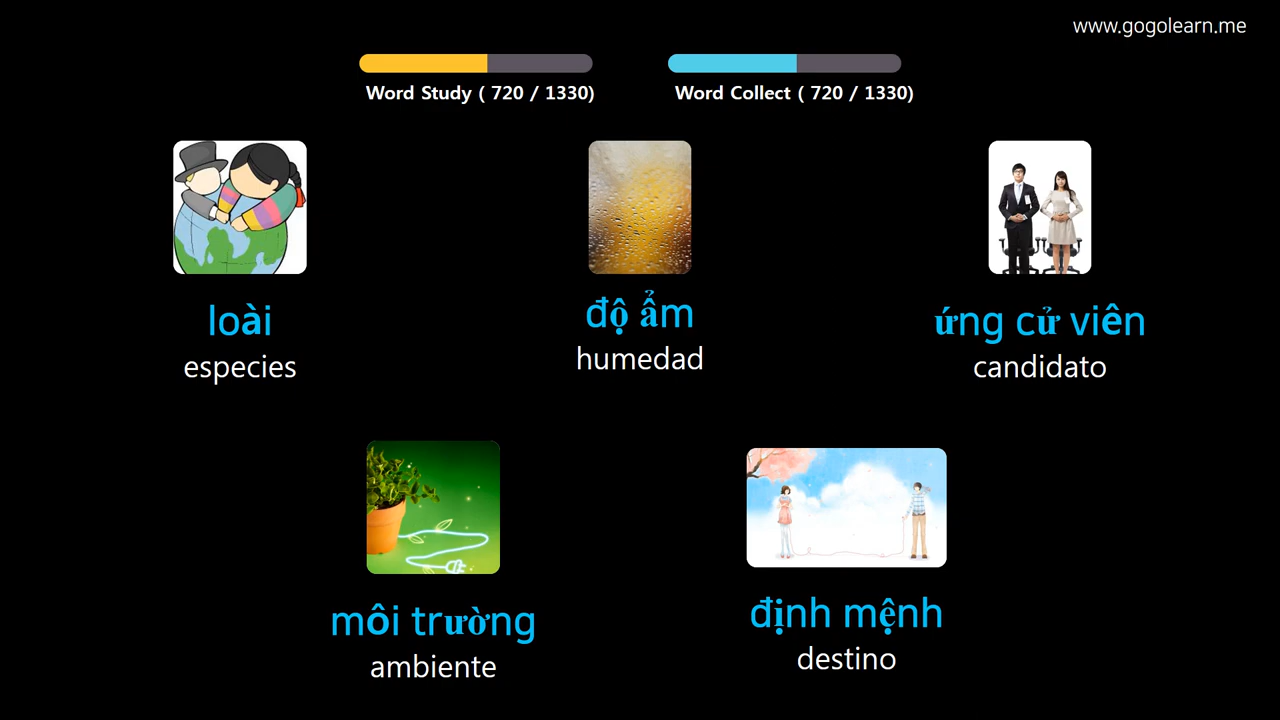 www.gogolearn.me
Word Study ( 720 / 1330)
Word Collect ( 720 / 1330)
loài
especies
độ ẩm
humedad
ứng cử viên
candidato
môi trường
ambiente
định mệnh
destino